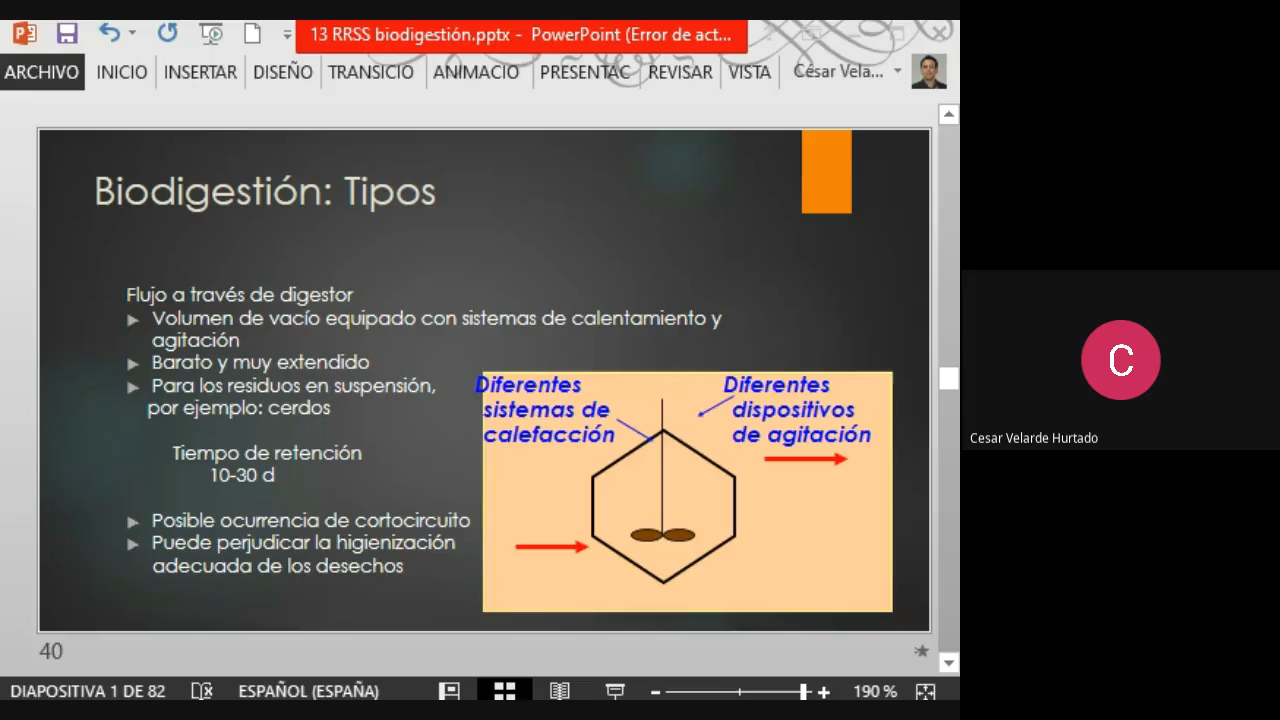 13 RRSS biodigestión.pptx - PowerPoint (Error de act...
ARCHIVO INICIO INSERTAR DISEÑO TRANSICIO ANIMACIO PRESENTAC REVISAR VISTA César Vela...
Biodigestión: Tipos
Flujo a través de digestor
Volumen de vacío equipado con sistemas de calentamiento y
agitación
Barato y muy extendido
Para los residuos en suspensión,
por ejemplo: cerdos
Tiempo de retención
10-30 d
Posible ocurrencia de cortocircuito
Puede perjudicar la higienización
adecuada de los desechos
Diferentes
sistemas de
calefacción
Diferentes
dispositivos
de agitación
40
DIAPOSITIVA 1 DE 82 ESPAÑOL (ESPAÑA) 190 %
C
Cesar Velarde Hurtado